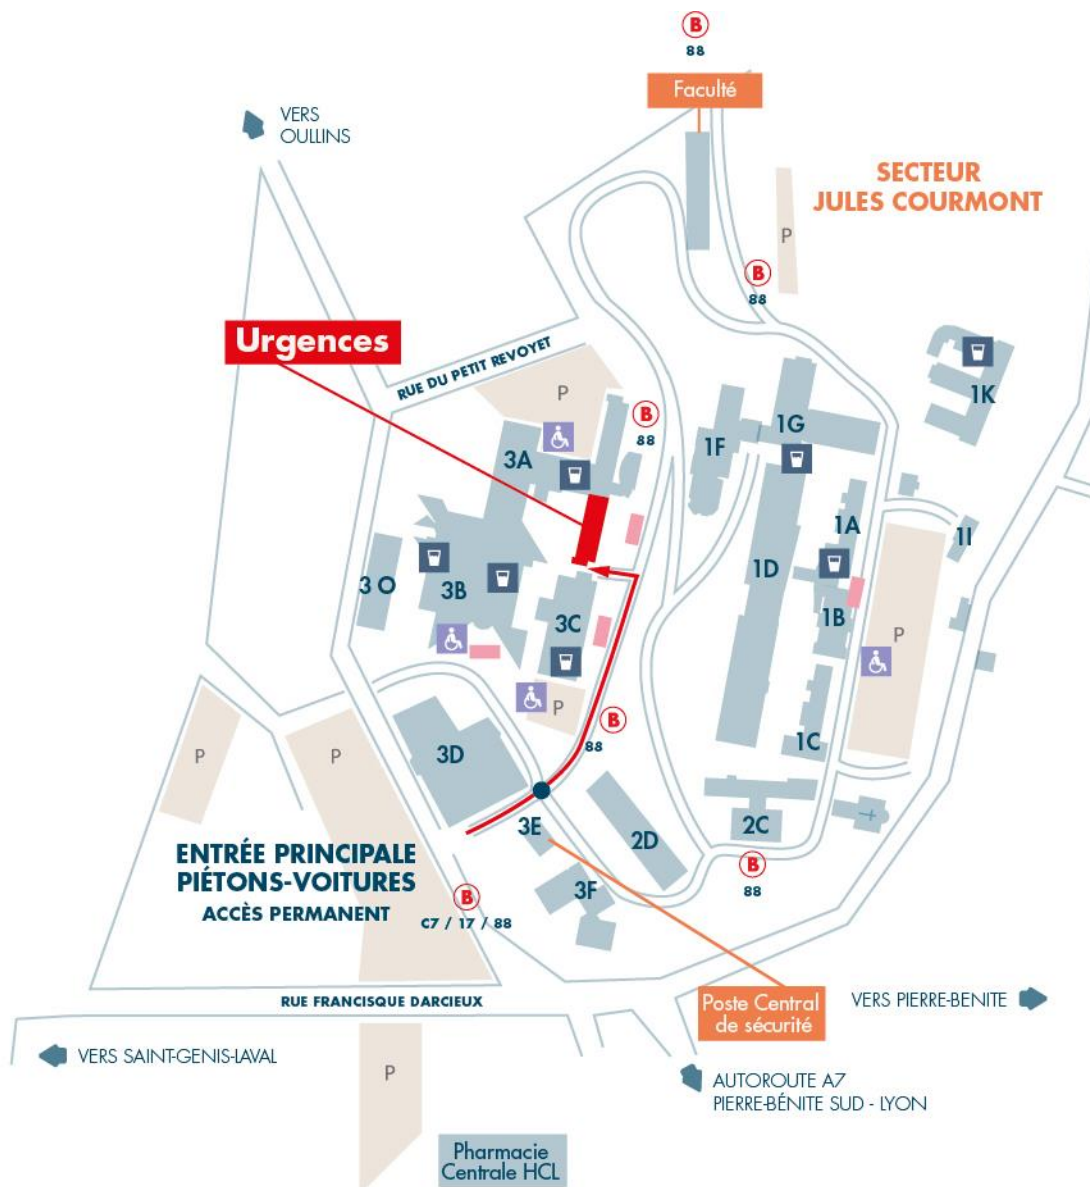 B
88
Faculté
VERS
OULLINS
SECTEUR
JULES COURMONT
P
B
88
Urgences
RUE DU PETIT REVOYET
1K
P
B
88
1G
1F
3A
1A
1I
1D
3 O
3B
3C
1B
P
P
B
88
3D
1C
P
P
3E
2D
2C
ENTRÉE PRINCIPALE
PIÉTONS-VOITURES
ACCÈS PERMANENT
B
88
3F
B
C7 / 17 / 88
RUE FRANCISQUE DARCIEUX
Poste Central
de sécurité
VERS PIERRE-BENITE
VERS SAINT-GENIS-LAVAL
P
AUTOROUTE A7
PIERRE-BÉNITE SUD - LYON
Pharmacie
Centrale HCL